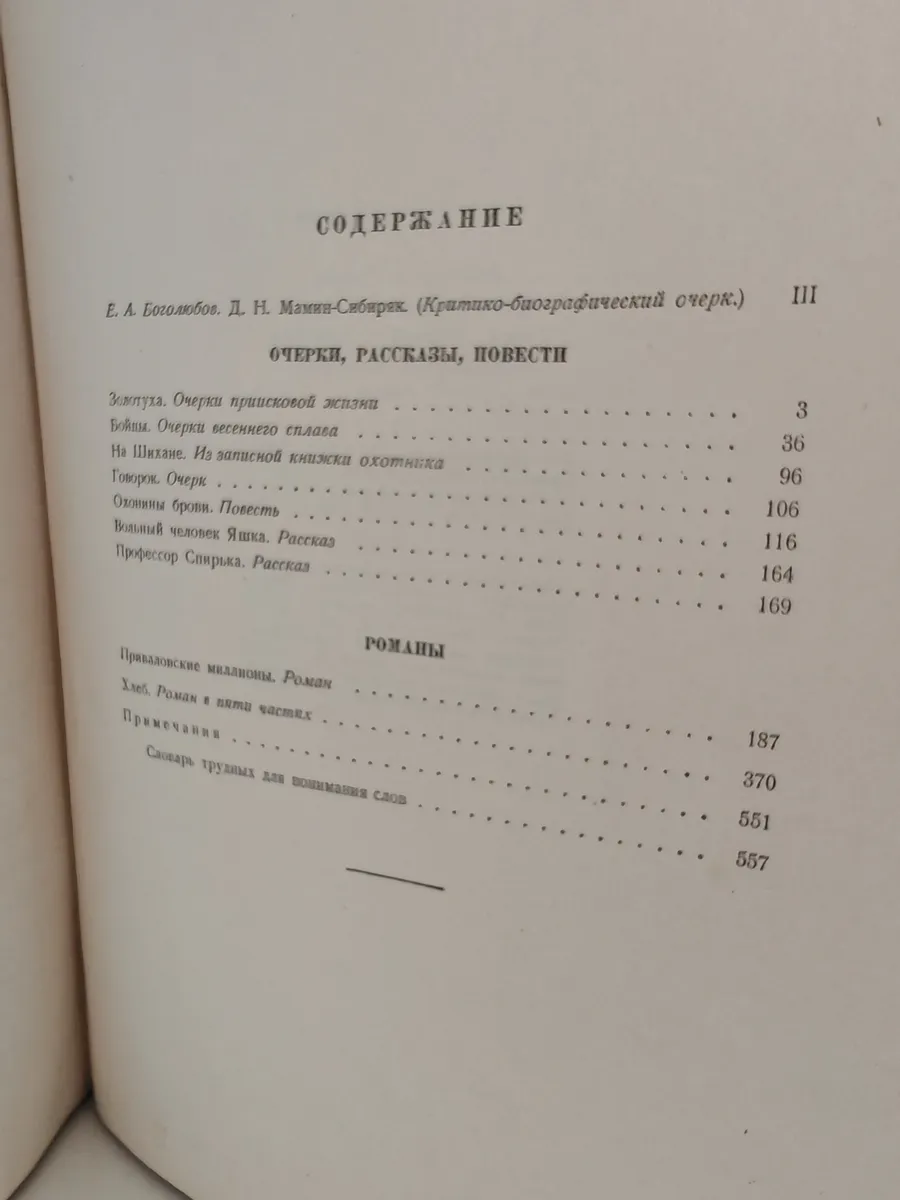 СОДЕРЖАНИЕ
Е. А. Боголюбов. Д. Н. Мамин-Сибиряк. (Критико-биографический очерк.) III
ОЧЕРКИ, РАССКАЗЫ, ПОВЕСТИ
Золотуха. Очерки приисковой жизни . . . . . . . . . . . . . . . . . . 3
Бойцы. Очерки весеннего сплава . . . . . . . . . . . . . . . . . . . . 36
На Шихане. Из записной книжки охотника . . . . . . . . . . . . . . 96
Говорок. Очерк . . . . . . . . . . . . . . . . . . . . . . . . . . . . 106
Охонины брови. Повесть . . . . . . . . . . . . . . . . . . . . . . . 116
Вольный человек Яшка. Рассказ . . . . . . . . . . . . . . . . . . . 164
Профессор Спирька. Рассказ . . . . . . . . . . . . . . . . . . . . . 169
РОМАНЫ
Приваловские миллионы. Роман . . . . . . . . . . . . . . . . . . . 187
Хлеб. Роман в пяти частях . . . . . . . . . . . . . . . . . . . . . . 370
Примечания . . . . . . . . . . . . . . . . . . . . . . . . . . . . 551
Словарь трудных для понимания слов . . . . . . . . . . . . . . . . 557